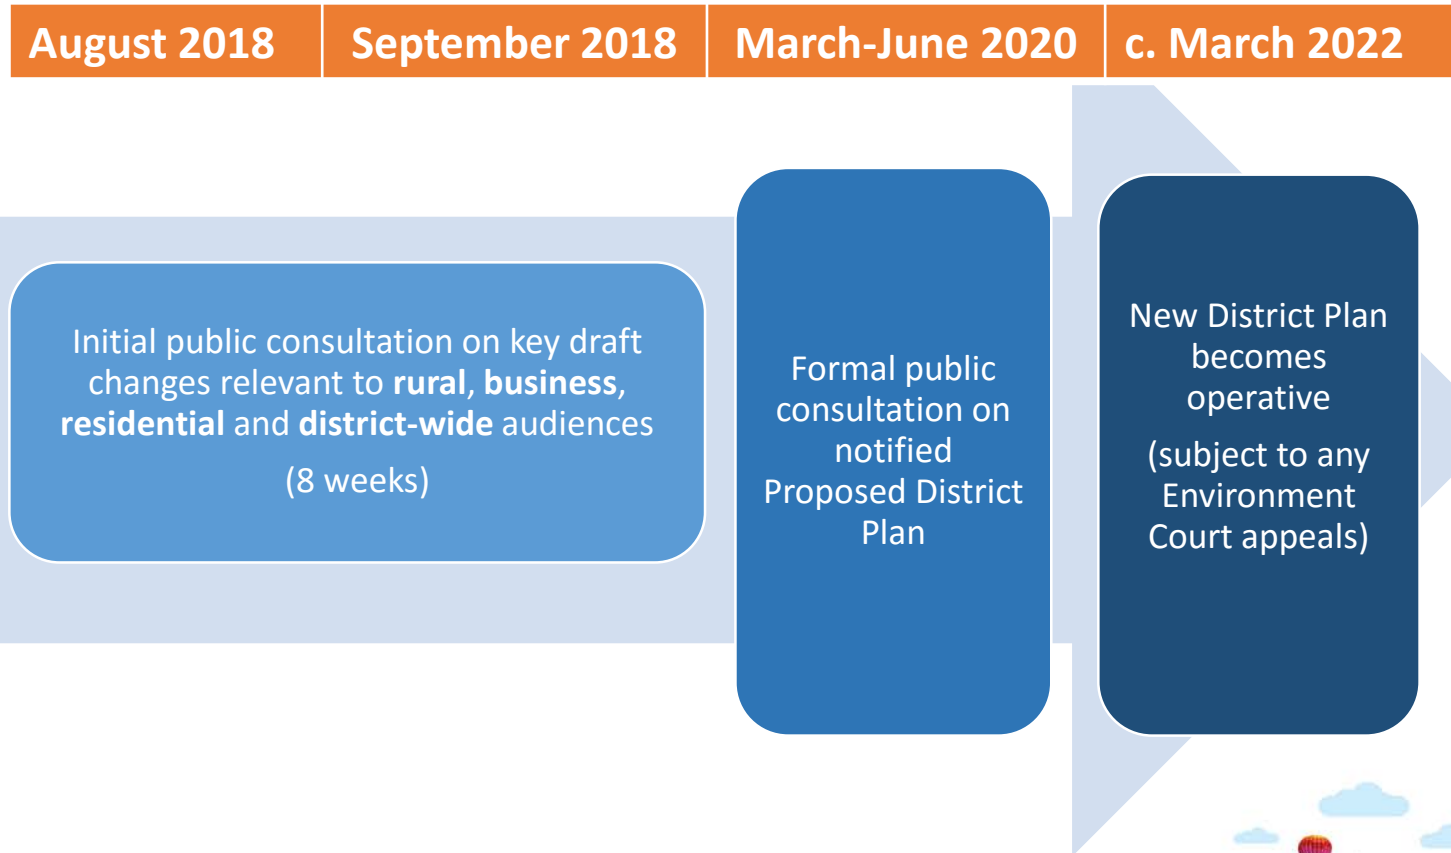 August 2018
September 2018
March-June 2020
c. March 2022
Initial public consultation on key draft
changes relevant to rural, business,
residential and district-wide audiences
(8 weeks)
Formal public
consultation on
notified
Proposed District
Plan
New District Plan
becomes
operative
(subject to any
Environment
Court appeals)